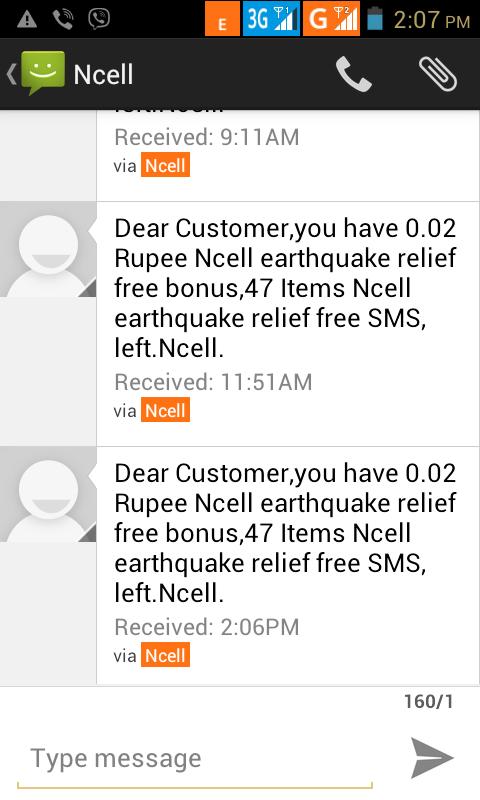 E 3G 1 G 2 2:07 PM
Ncell
Received: 9:11AM
via Ncell
Dear Customer,you have 0.02
Rupee Ncell earthquake relief
free bonus,47 Items Ncell
earthquake relief free SMS,
left.Ncell.
Received: 11:51AM
via Ncell
Dear Customer,you have 0.02
Rupee Ncell earthquake relief
free bonus,47 Items Ncell
earthquake relief free SMS,
left.Ncell.
Received: 2:06PM
via Ncell
160/1
Type message